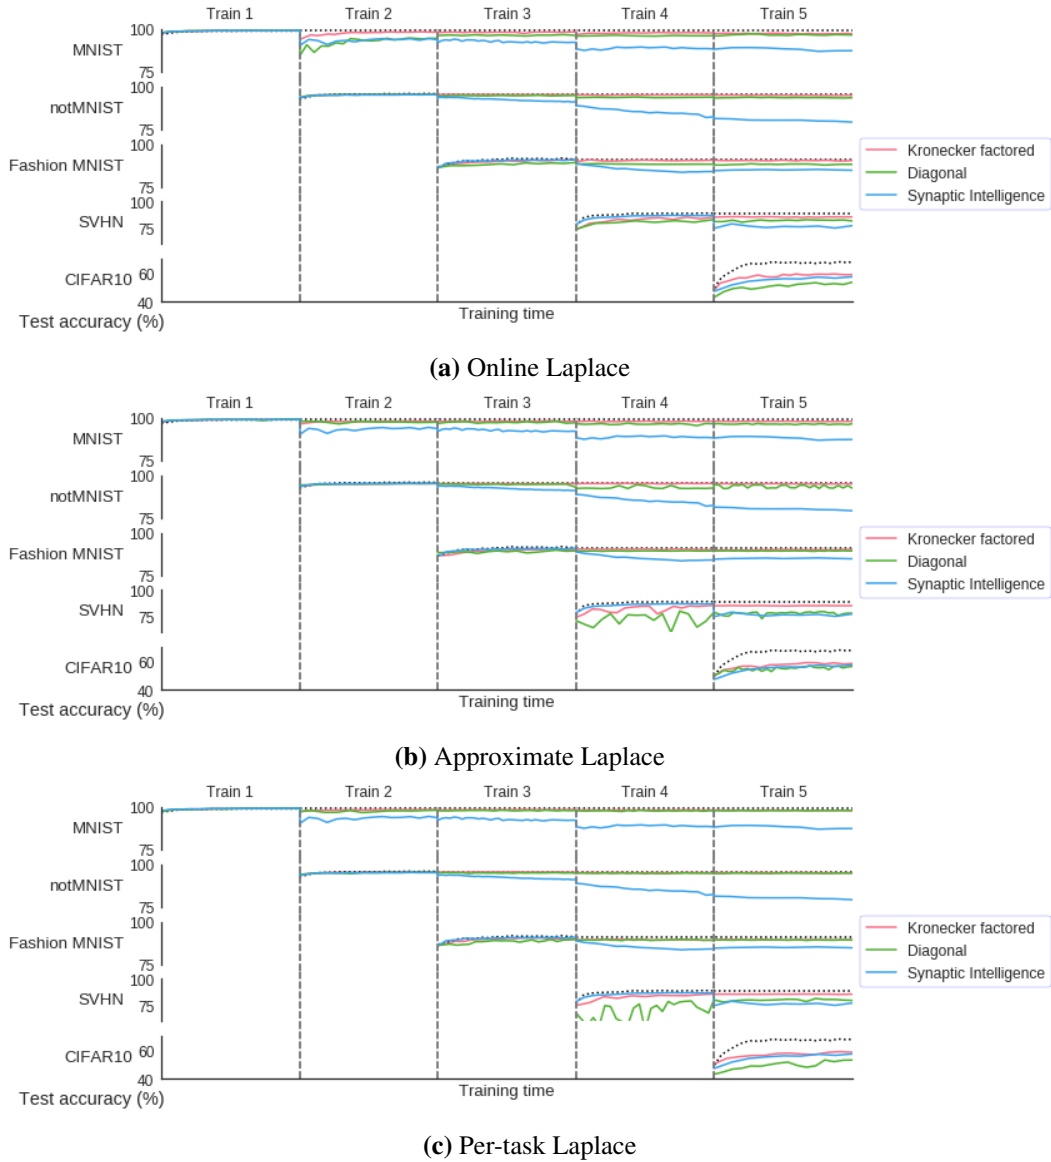 Train 1 Train 2 Train 3 Train 4 Train 5
100
MNIST
75
100
notMNIST
75
100
Fashion MNIST
75
100
SVHN
75
60
CIFAR10
40
Test accuracy (%)
Training time
Kronecker factored
Diagonal
Synaptic Intelligence
(a) Online Laplace
Train 1 Train 2 Train 3 Train 4 Train 5
100
MNIST
75
100
notMNIST
75
100
Fashion MNIST
75
100
SVHN
75
60
CIFAR10
40
Test accuracy (%)
Training time
Kronecker factored
Diagonal
Synaptic Intelligence
(b) Approximate Laplace
Train 1 Train 2 Train 3 Train 4 Train 5
100
MNIST
75
100
notMNIST
75
100
Fashion MNIST
75
100
SVHN
75
60
CIFAR10
40
Test accuracy (%)
Training time
Kronecker factored
Diagonal
Synaptic Intelligence
(c) Per-task Laplace